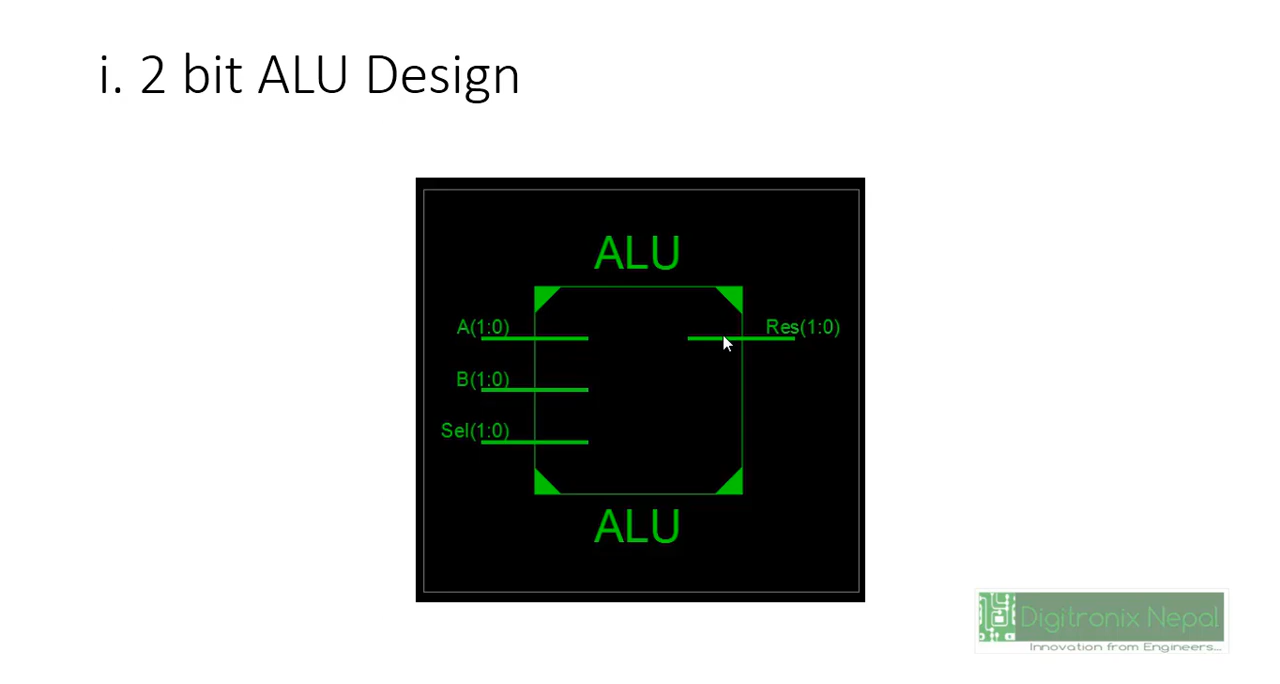 i. 2 bit ALU Design
ALU
A(1:0)
Res(1:0)
B(1:0)
Sel(1:0)
ALU
Digitronix Nepal
Innovation from Engineers...